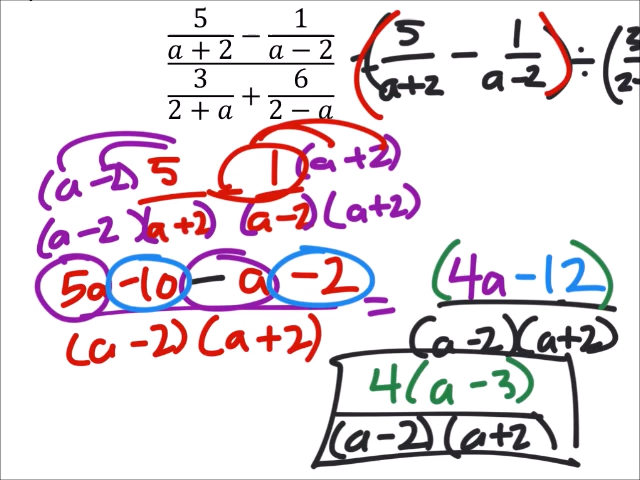 5/(a + 2) − 1/(a − 2)
3/(2 + a) + 6/(2 − a)
(5/(a+2) − 1/(a−2)) ÷ (
(a−2) 5 − 1 (a+2)
(a−2)(a+2) (a−2)(a+2)
5a −10 − a −2 = (4a −12)
(a−2)(a+2) (a−2)(a+2)
4(a−3)
(a−2)(a+2